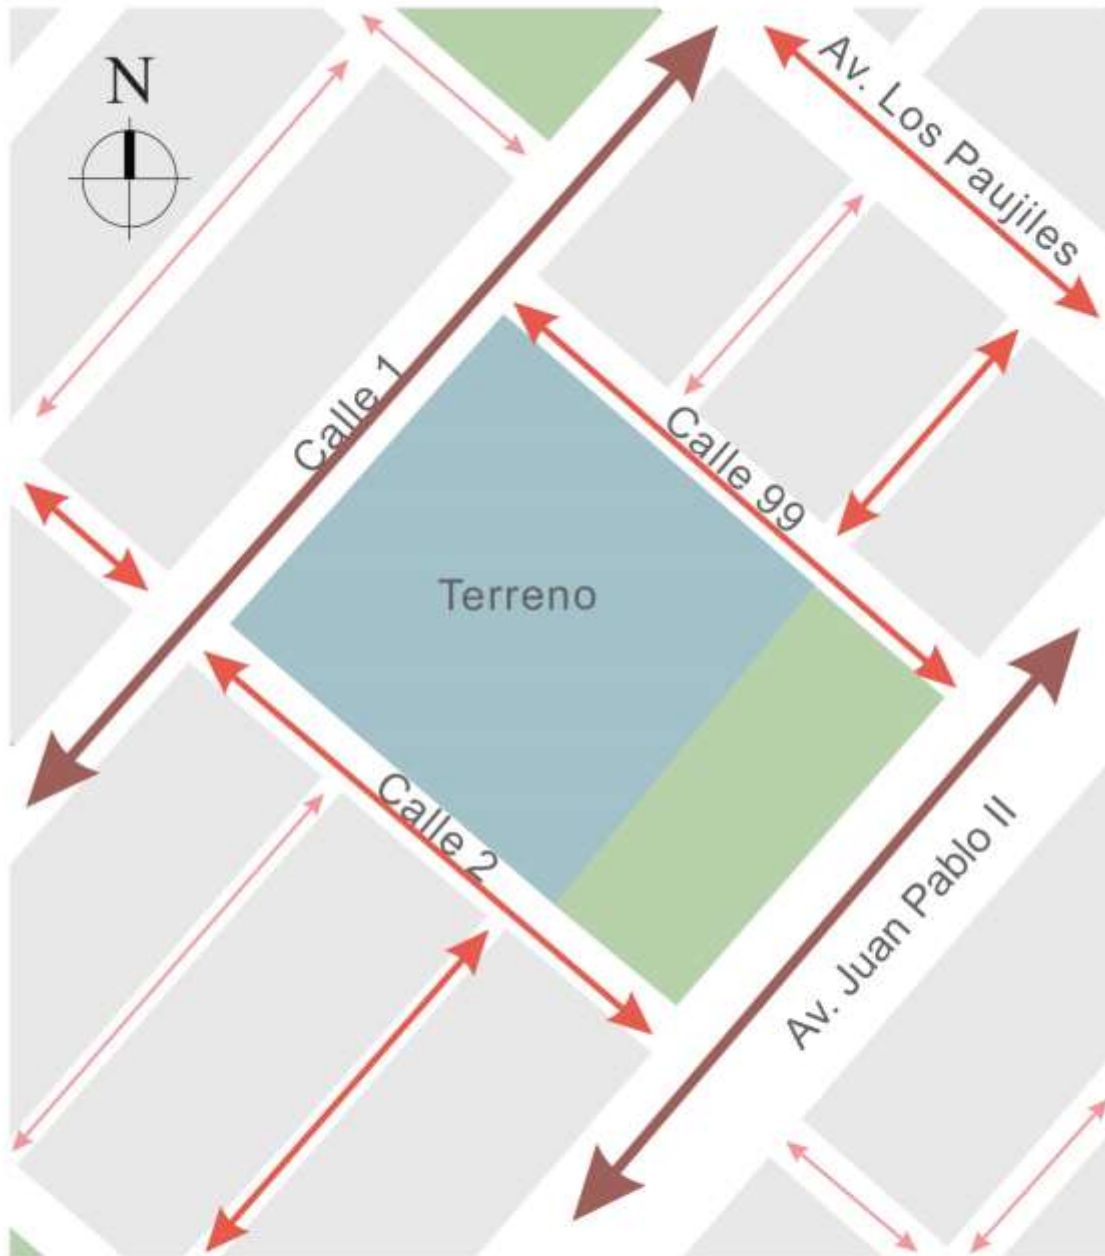 N
Av. Los Paujiles
Calle 1
Calle 99
Terreno
Calle 2
Av. Juan Pablo II